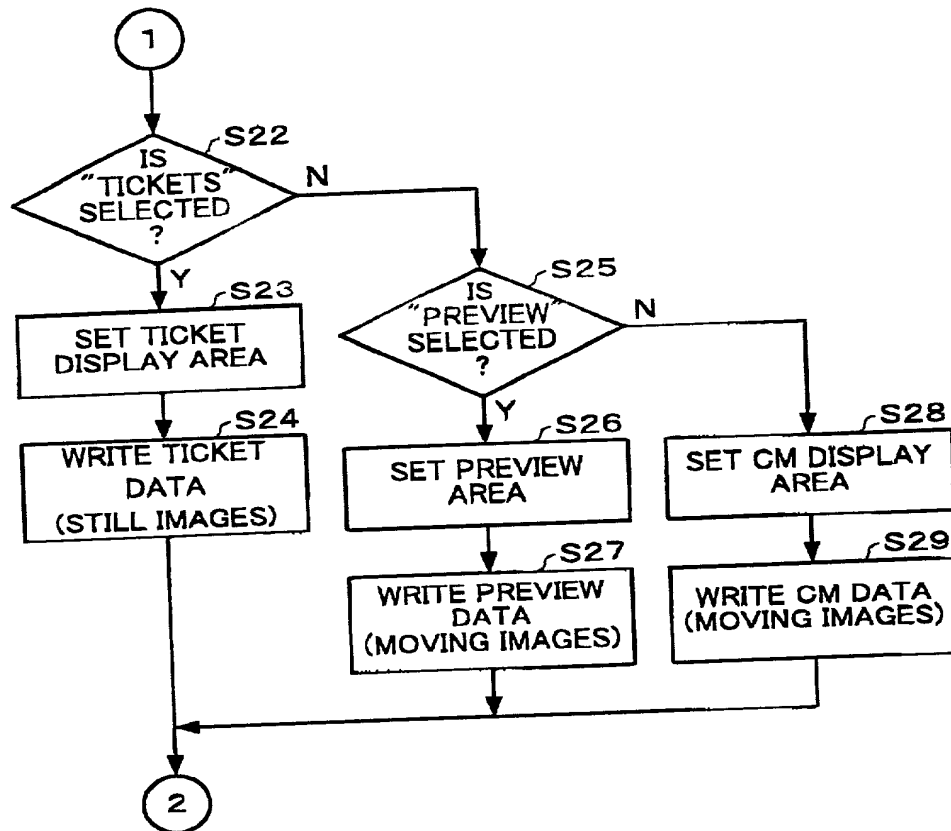 1
S22
IS
"TICKETS"
SELECTED
?
N
Y
S23
SET TICKET
DISPLAY AREA
S24
WRITE TICKET
DATA
(STILL IMAGES)
S25
IS
"PREVIEW"
SELECTED
?
N
Y
S26
SET PREVIEW
AREA
S27
WRITE PREVIEW
DATA
(MOVING IMAGES)
S28
SET CM DISPLAY
AREA
S29
WRITE CM DATA
(MOVING IMAGES)
2